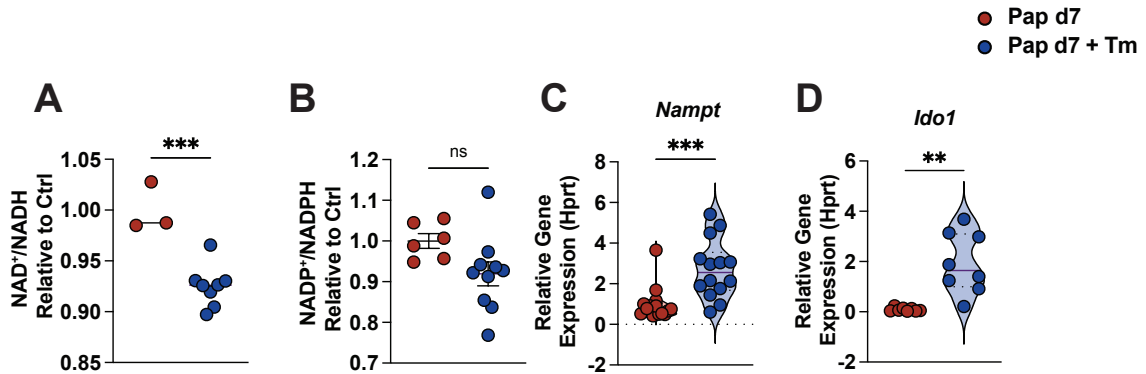 Pap d7
Pap d7 + Tm
A
***
NAD⁺/NADH
Relative to Ctrl
1.05
1.00
0.95
0.90
0.85
B
ns
NADP⁺/NADPH
Relative to Ctrl
1.2
1.1
1.0
0.9
0.8
0.7
C
Nampt
***
Relative Gene
Expression (Hprt)
8
6
4
2
0
-2
D
Ido1
**
Relative Gene
Expression (Hprt)
6
4
2
0
-2